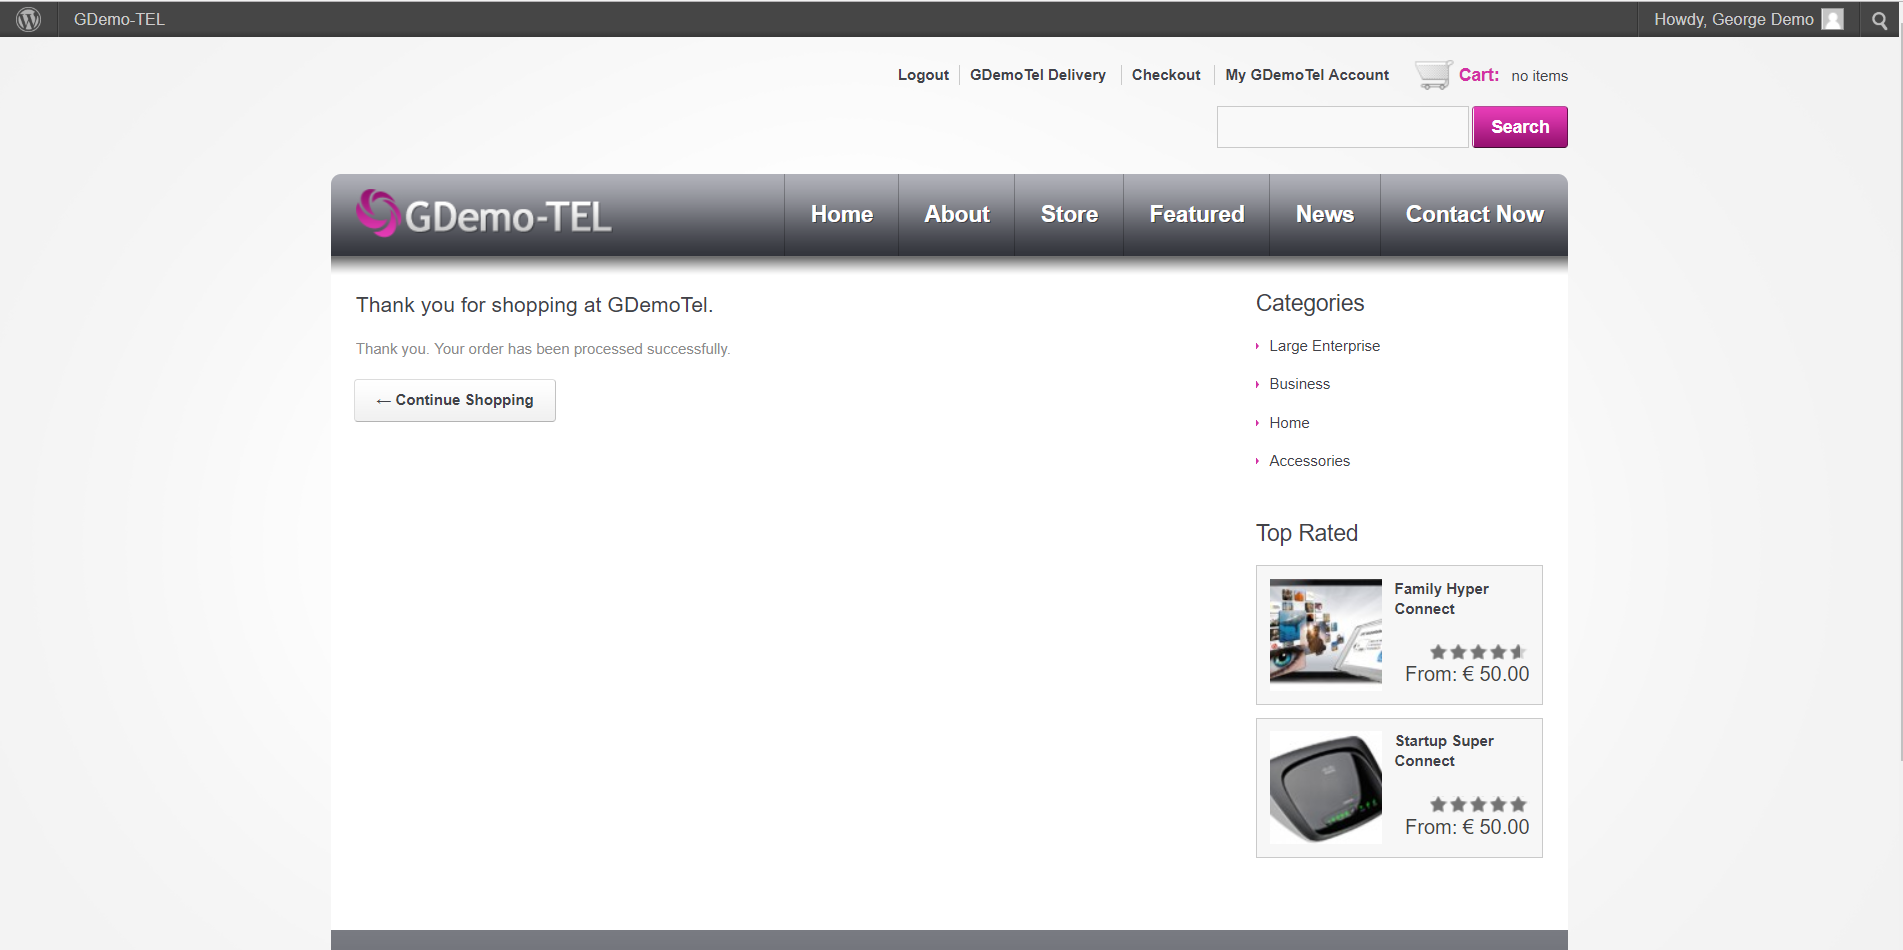 GDemo-TEL
Howdy, George Demo
Logout
GDemoTel Delivery
Checkout
My GDemoTel Account
Cart:
no items
Search
GDemo-TEL
Home
About
Store
Featured
News
Contact Now
Thank you for shopping at GDemoTel.
Thank you. Your order has been processed successfully.
← Continue Shopping
Categories
Large Enterprise
Business
Home
Accessories
Top Rated
Family Hyper
Connect
From: € 50.00
Startup Super
Connect
From: € 50.00